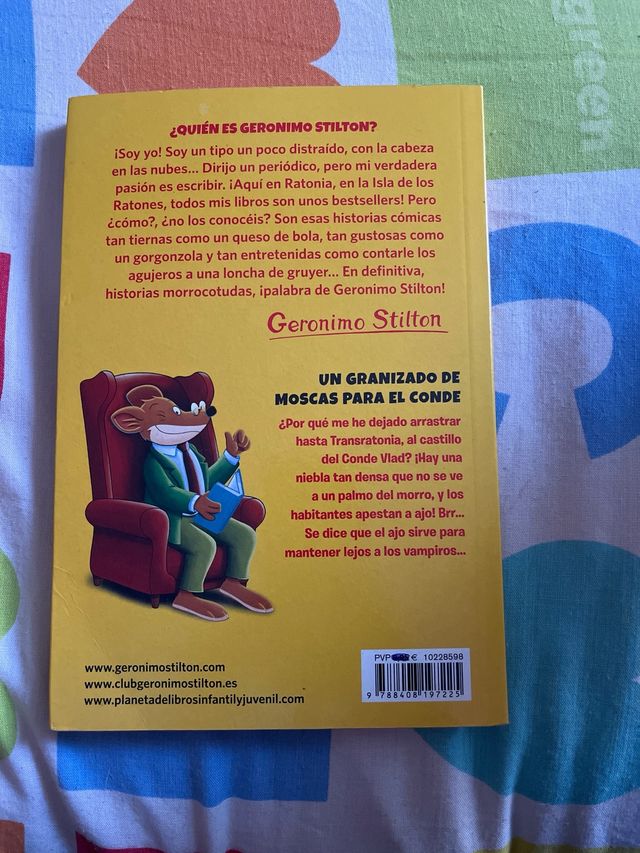 green
¿QUIÉN ES GERONIMO STILTON?
¡Soy yo! Soy un tipo un poco distraído, con la cabeza
en las nubes... Dirijo un periódico, pero mi verdadera
pasión es escribir. ¡Aquí en Ratonia, en la Isla de los
Ratones, todos mis libros son unos bestsellers! Pero
¿cómo?, ¿no los conocéis? Son esas historias cómicas
tan tiernas como un queso de bola, tan gustosas como
un gorgonzola y tan entretenidas como contarle los
agujeros a una loncha de gruyer... En definitiva,
historias morrocotudas, ¡palabra de Geronimo Stilton!
Geronimo Stilton
UN GRANIZADO DE
MOSCAS PARA EL CONDE
¿Por qué me he dejado arrastrar
hasta Transratonia, al castillo
del Conde Vlad? ¡Hay una
niebla tan densa que no se ve
a un palmo del morro, y los
habitantes apestan a ajo! Brr...
Se dice que el ajo sirve para
mantener lejos a los vampiros...
www.geronimostilton.com
www.clubgeronimostilton.es
www.planetadelibrosinfantilyjuvenil.com
PVP € 10228598
9 788408 197225